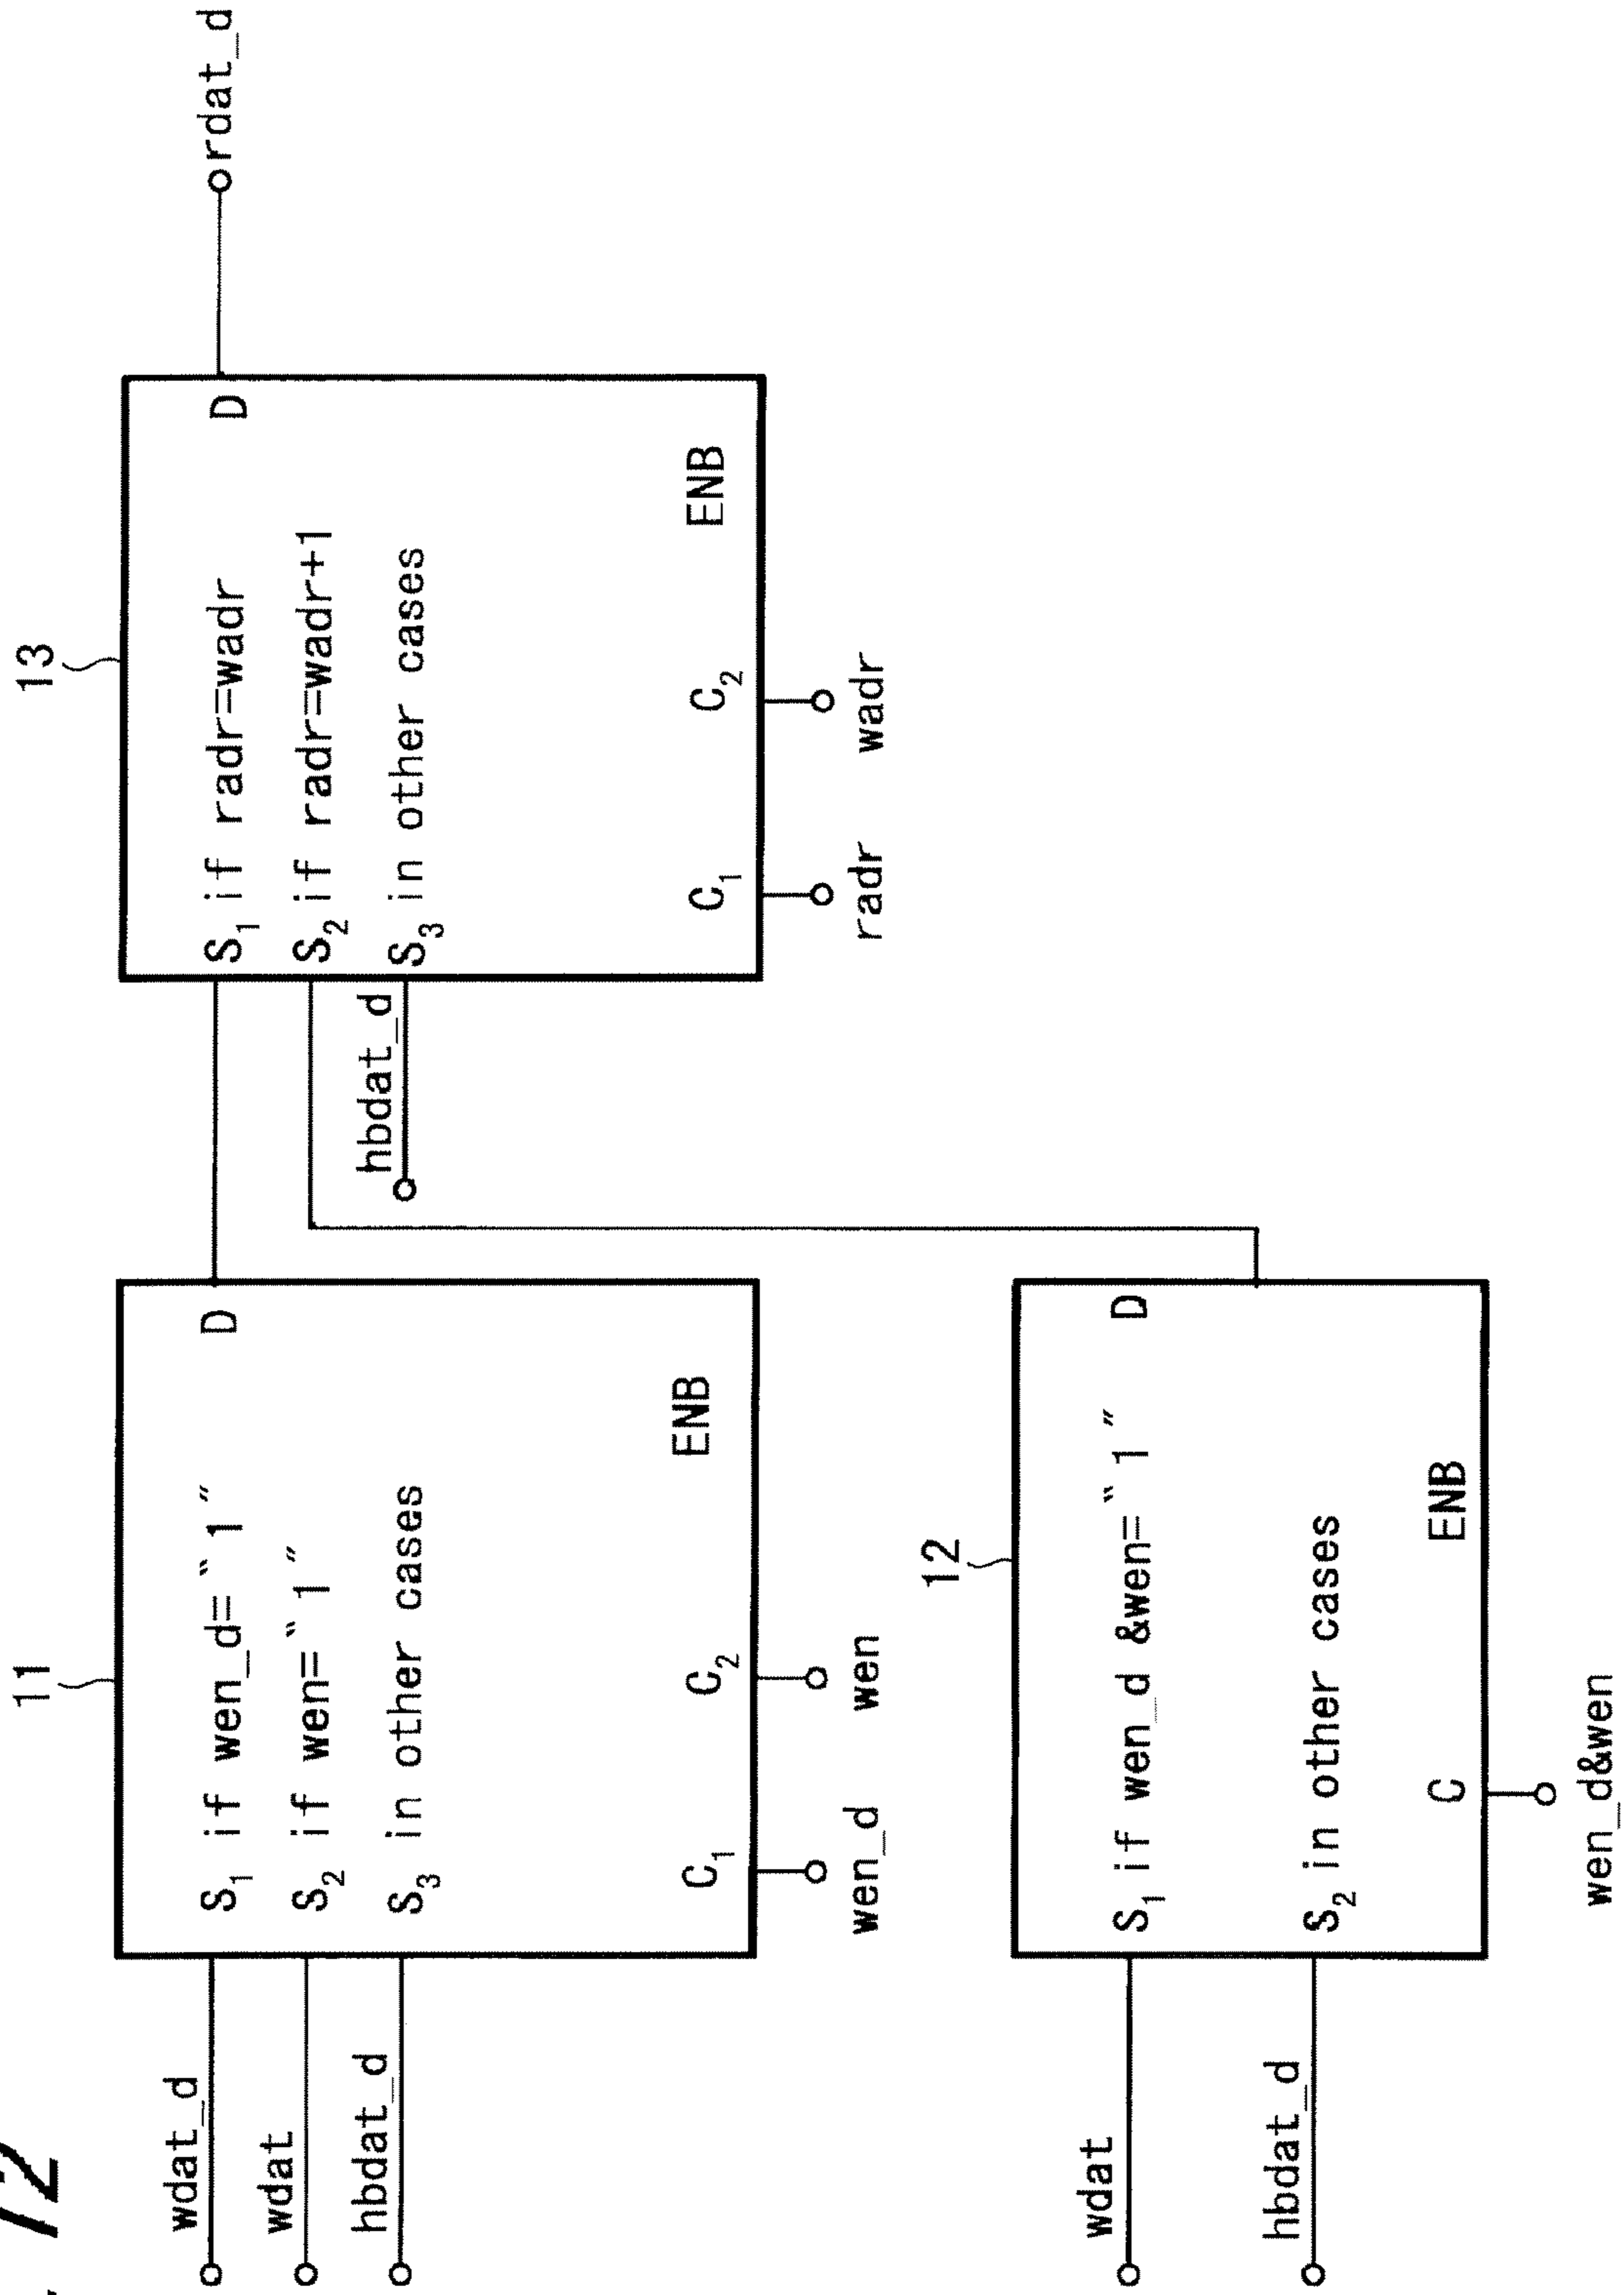 12
11
wdat_d
wdat
hbdat_d
S1 if wen_d=“1”
S2 if wen=“1”
S3 in other cases
D
ENB
C1
C2
wen_d
wen
hbdat_d
13
S1 if radr=wadr
S2 if radr=wadr+1
S3 in other cases
D
ENB
C1
C2
radr
wadr
rdat_d
12
wdat
hbdat_d
S1 if wen_d &wen=“1”
S2 in other cases
D
ENB
C
wen_d&wen